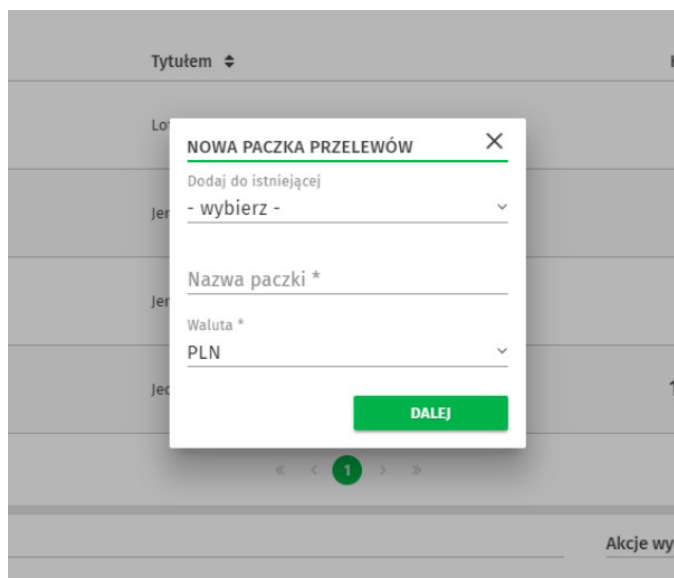 Tytułem
NOWA PACZKA PRZELEWÓW
Dodaj do istniejącej
- wybierz -
Nazwa paczki *
Waluta *
PLN
DALEJ
« < 1 > »
Akcje wy